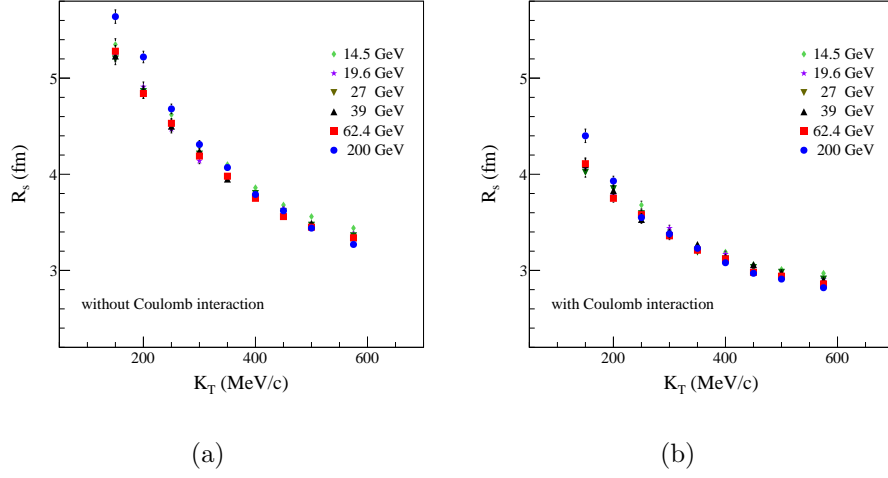 14.5 GeV
19.6 GeV
27 GeV
39 GeV
62.4 GeV
200 GeV
5
4
3
R_s (fm)
without Coulomb interaction
200 400 600
K_T (MeV/c)
(a)
14.5 GeV
19.6 GeV
27 GeV
39 GeV
62.4 GeV
200 GeV
5
4
3
R_s (fm)
with Coulomb interaction
200 400 600
K_T (MeV/c)
(b)